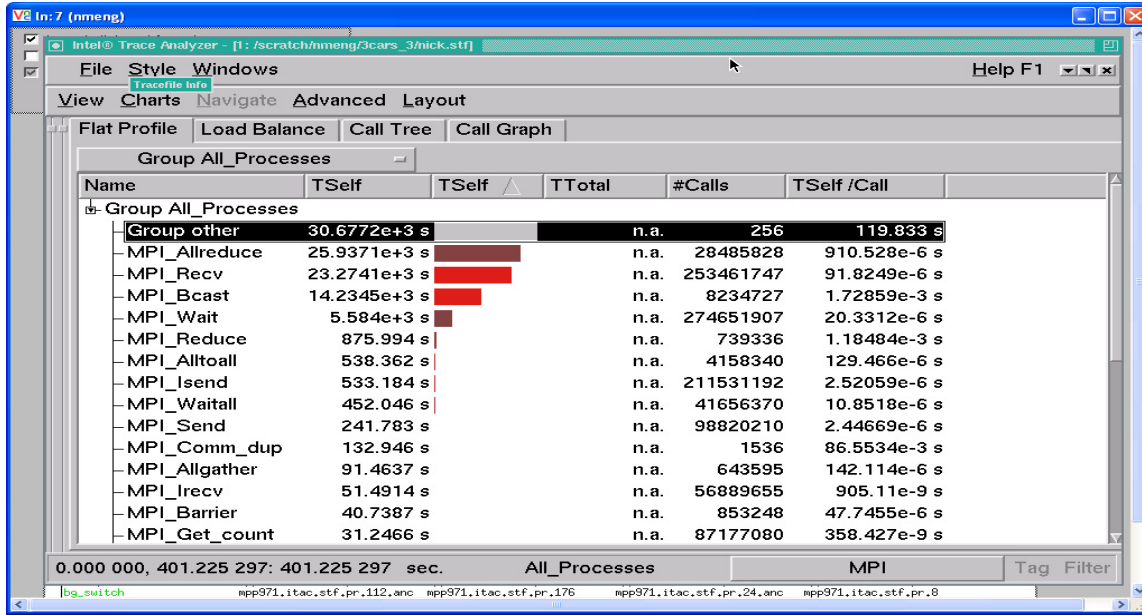 In:7 (nmeng)
Intel® Trace Analyzer - [1: /scratch/nmeng/3cars_3/nick.stf]
File Style Windows Help F1
Tracefile Info
View Charts Navigate Advanced Layout
Flat Profile Load Balance Call Tree Call Graph
Group All_Processes
Name TSelf TSelf TTotal #Calls TSelf /Call
Group All_Processes
Group other 30.6772e+3 s n.a. 256 119.833 s
MPI_Allreduce 25.9371e+3 s n.a. 28485828 910.528e-6 s
MPI_Recv 23.2741e+3 s n.a. 253461747 91.8249e-6 s
MPI_Bcast 14.2345e+3 s n.a. 8234727 1.72859e-3 s
MPI_Wait 5.584e+3 s n.a. 274651907 20.3312e-6 s
MPI_Reduce 875.994 s n.a. 739336 1.18484e-3 s
MPI_Alltoall 538.362 s n.a. 4158340 129.466e-6 s
MPI_Isend 533.184 s n.a. 211531192 2.52059e-6 s
MPI_Waitall 452.046 s n.a. 41656370 10.8518e-6 s
MPI_Send 241.783 s n.a. 98820210 2.44669e-6 s
MPI_Comm_dup 132.946 s n.a. 1536 86.5534e-3 s
MPI_Allgather 91.4637 s n.a. 643595 142.114e-6 s
MPI_Irecv 51.4914 s n.a. 56889655 905.11e-9 s
MPI_Barrier 40.7387 s n.a. 853248 47.7455e-6 s
MPI_Get_count 31.2466 s n.a. 87177080 358.427e-9 s
0.000 000, 401.225 297: 401.225 297 sec. All_Processes MPI Tag Filter
bg_switch mpp971.itac.stf.pr.112.anc mpp971.itac.stf.pr.176 mpp971.itac.stf.pr.24.anc mpp971.itac.stf.pr.8